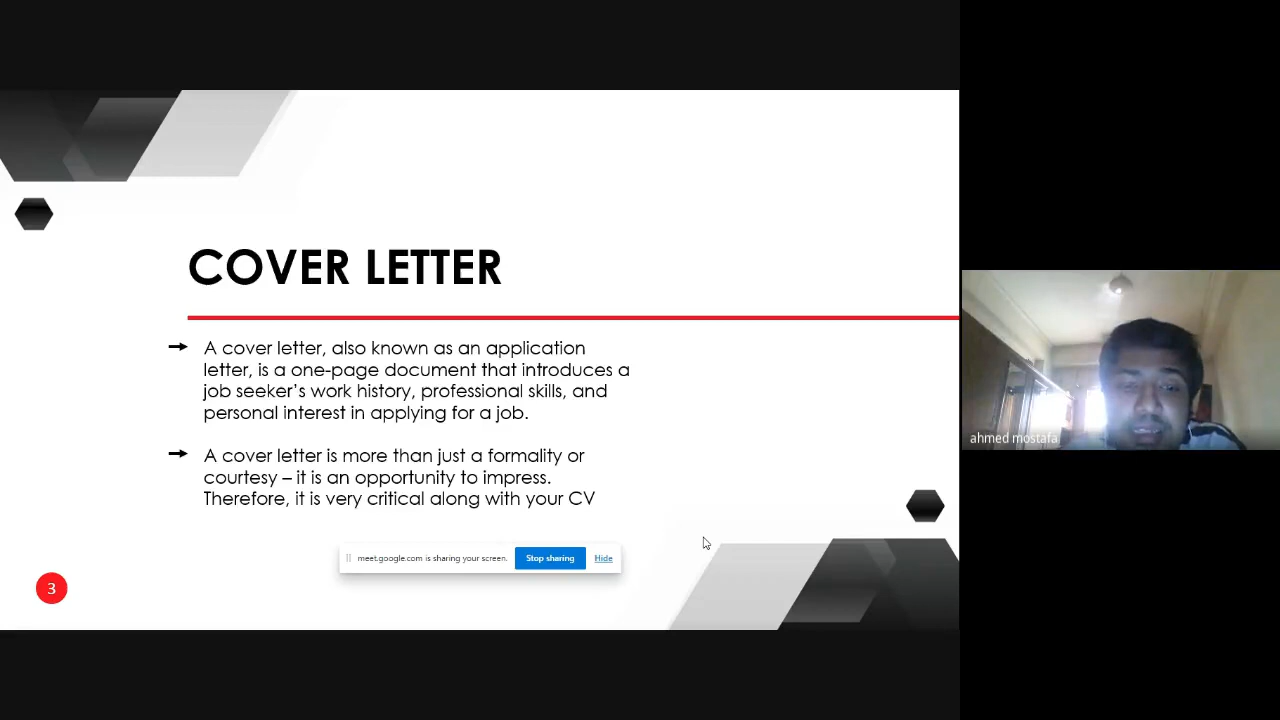 COVER LETTER
A cover letter, also known as an application
letter, is a one-page document that introduces a
job seeker's work history, professional skills, and
personal interest in applying for a job.
A cover letter is more than just a formality or
courtesy – it is an opportunity to impress.
Therefore, it is very critical along with your CV
meet.google.com is sharing your screen. Stop sharing Hide
3
ahmed mostafa